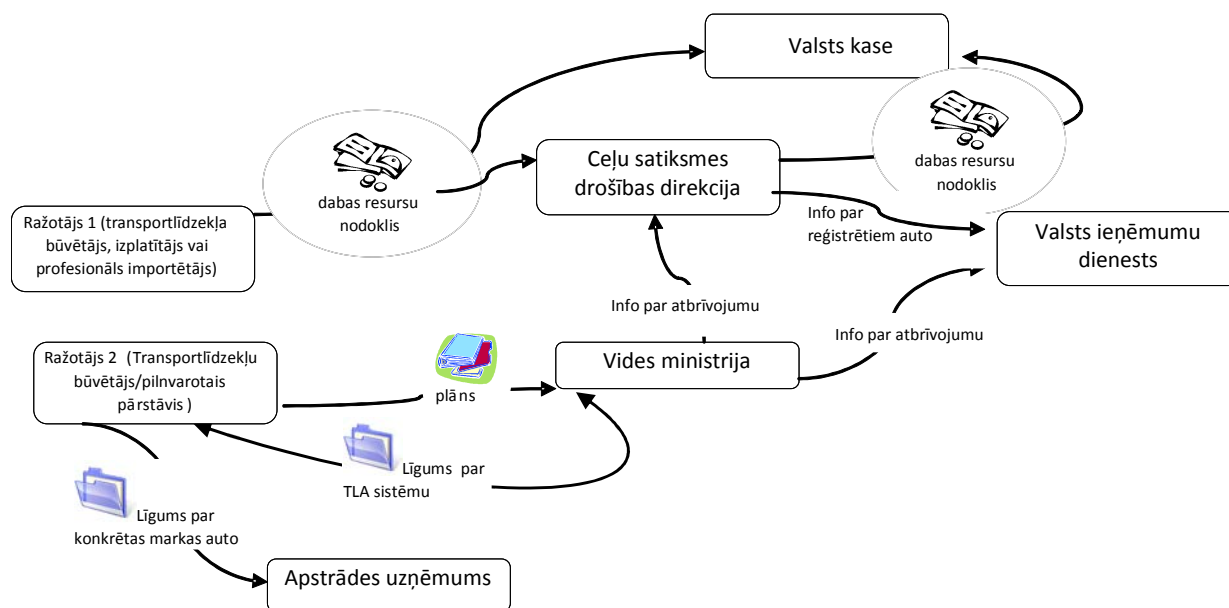 Valsts kase
dabas resursu
nodoklis
Ceļu satiksmes
drošības direkcija
dabas resursu
nodoklis
Ražotājs 1 (transportlīdzekļa
būvētājs, izplatītājs vai
profesionāls importētājs)
Info par
reģistrētiem auto
Valsts ieņēmumu
dienests
Info par atbrīvojumu
Info par atbrīvojumu
Ražotājs 2 (Transportlīdzekļu
būvētājs/pilnvarotais
pārstāvis )
plāns
Vides ministrija
Līgums par
TLA sistēmu
Līgums par
konkrētas markas auto
Apstrādes uzņēmums